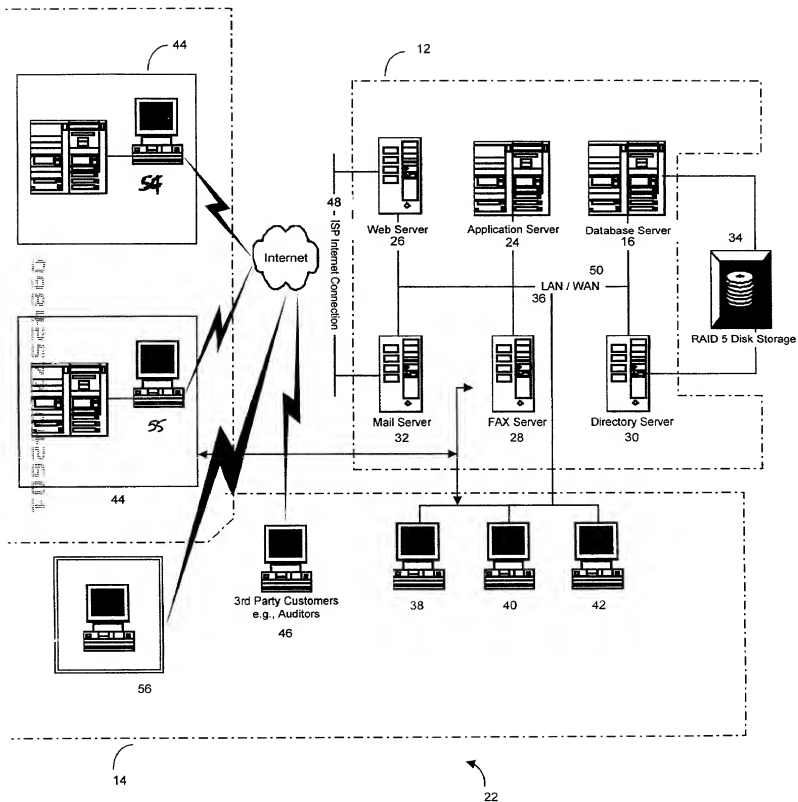 44
12
54
48
ISP Internet Connection
Web Server
26
Application Server
24
Database Server
16
34
RAID 5 Disk Storage
Internet
50
LAN / WAN
36
55
Mail Server
32
FAX Server
28
Directory Server
30
44
3rd Party Customers
e.g., Auditors
46
38
40
42
56
14
22